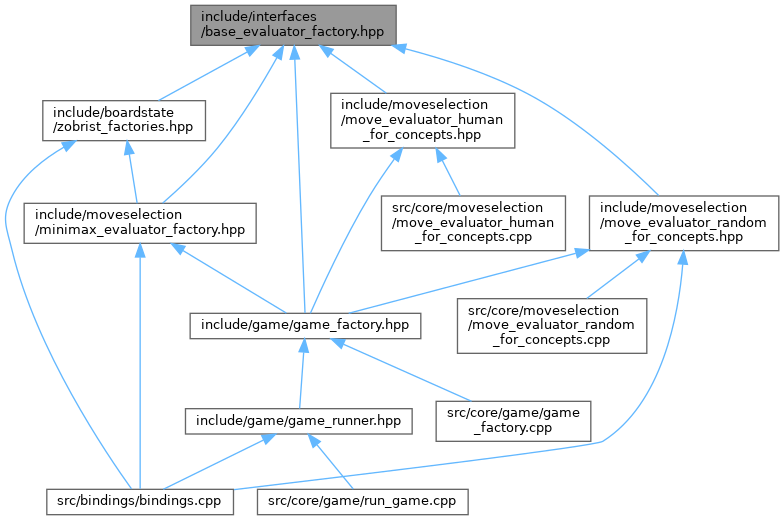 include/interfaces
/base_evaluator_factory.hpp
include/boardstate
/zobrist_factories.hpp
include/moveselection
/move_evaluator_human
_for_concepts.hpp
include/moveselection
/minimax_evaluator_factory.hpp
src/core/moveselection
/move_evaluator_human
_for_concepts.cpp
include/moveselection
/move_evaluator_random
_for_concepts.hpp
include/game/game_factory.hpp
src/core/moveselection
/move_evaluator_random
_for_concepts.cpp
include/game/game_runner.hpp
src/core/game/game
_factory.cpp
src/bindings/bindings.cpp
src/core/game/run_game.cpp